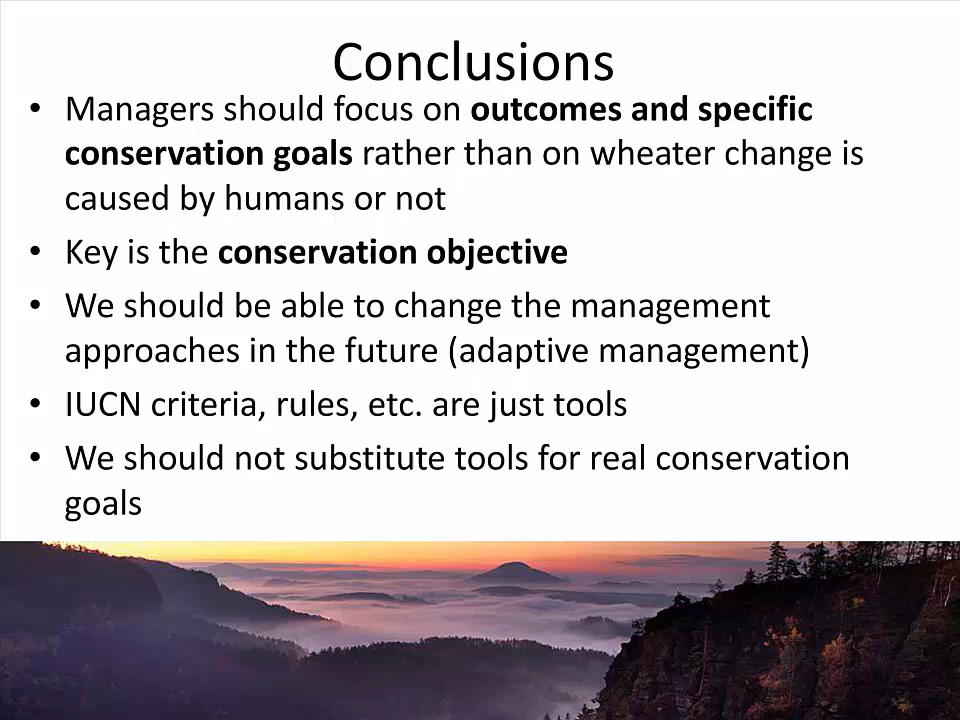 Conclusions
• Managers should focus on outcomes and specific
conservation goals rather than on wheater change is
caused by humans or not
• Key is the conservation objective
• We should be able to change the management
approaches in the future (adaptive management)
• IUCN criteria, rules, etc. are just tools
• We should not substitute tools for real conservation
goals